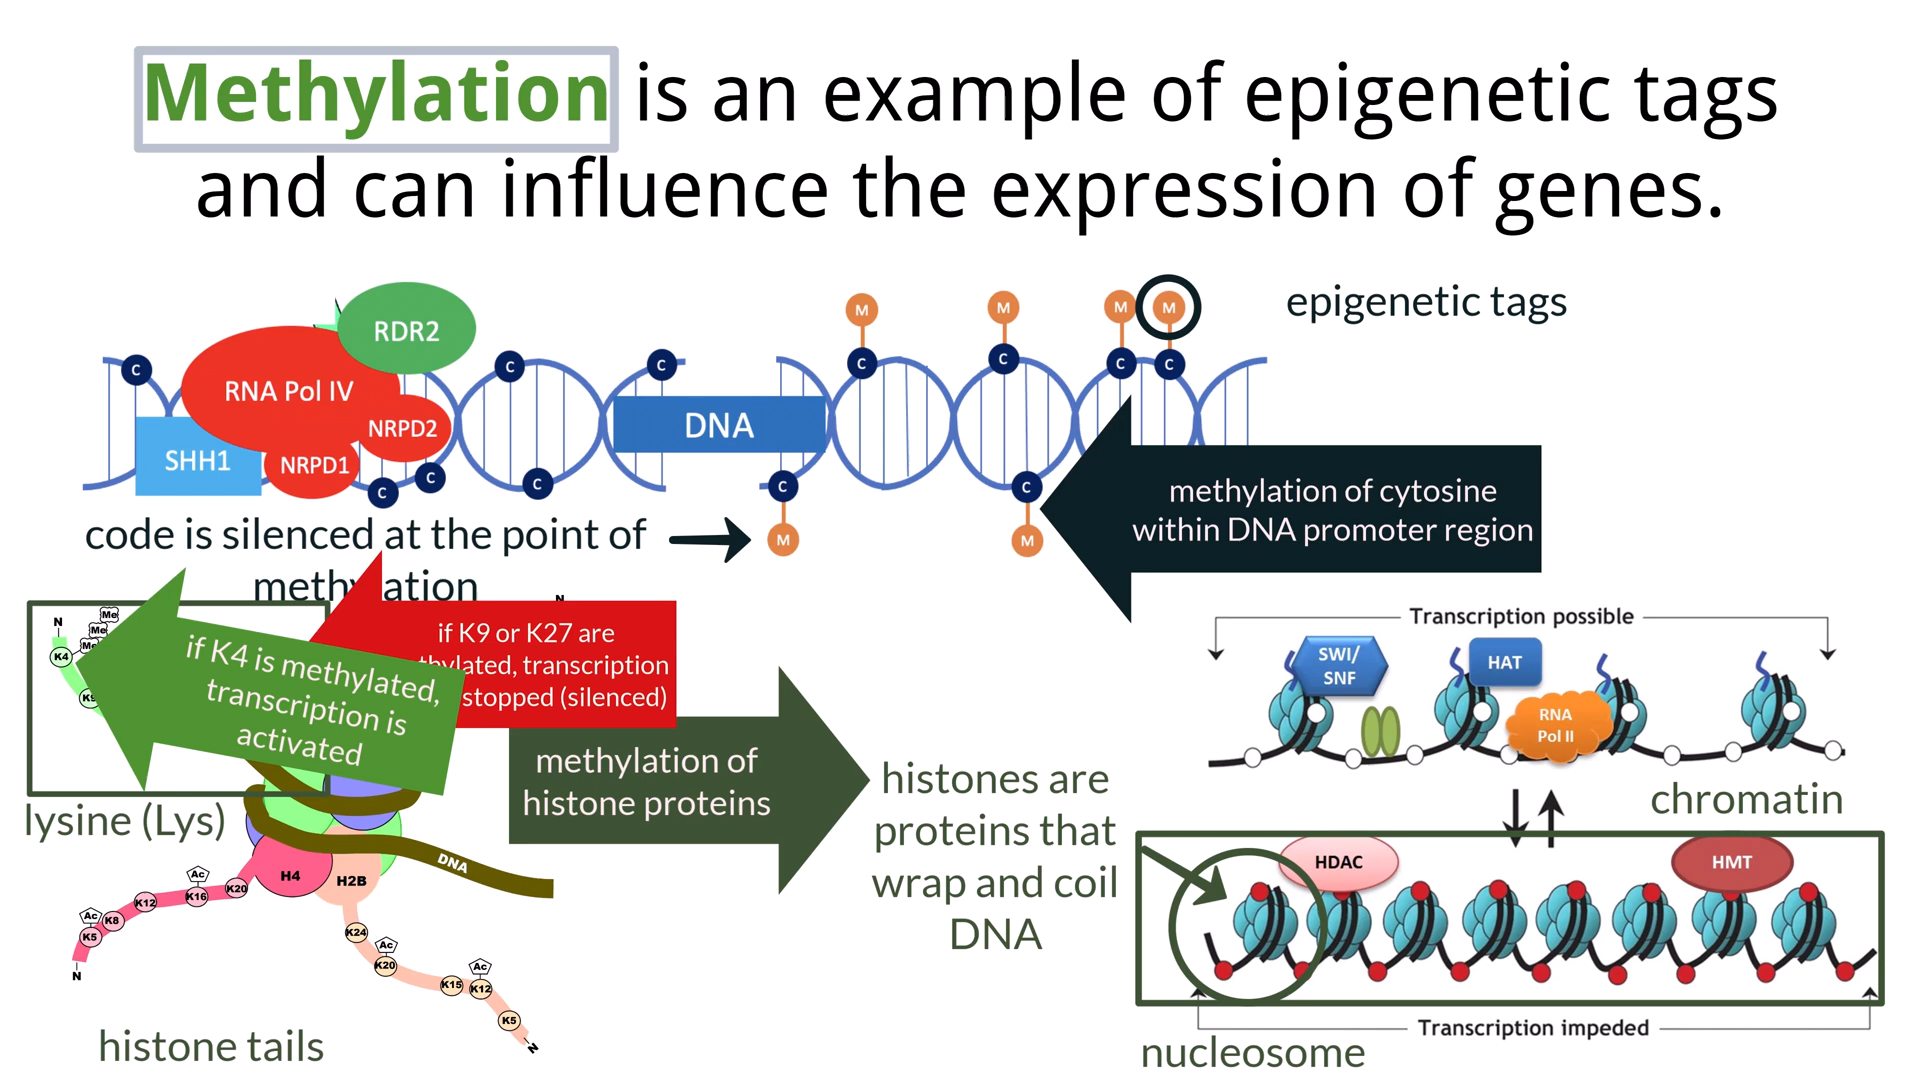 Methylation is an example of epigenetic tags
and can influence the expression of genes.
epigenetic tags
M
M
M
M
RDR2
RNA Pol IV
NRPD2
SHH1
NRPD1
C
C
C
C
C
C
DNA
C
C
C
C
C
C
M
M
methylation of cytosine
within DNA promoter region
code is silenced at the point of
methylation
N
N
Me
Me
Me
K4
K9
if K4 is methylated,
transcription is
activated
if K9 or K27 are
thylated, transcription
stopped (silenced)
methylation of
histone proteins
histones are
proteins that
wrap and coil
DNA
lysine (Lys)
DNA
H4
H2B
Ac
K20
K16
K12
Ac
K8
K5
N
K24
Ac
K20
Ac
K15
K12
K5
N
histone tails
Transcription possible
SWI/
SNF
HAT
RNA
Pol II
chromatin
HDAC
HMT
Transcription impeded
nucleosome